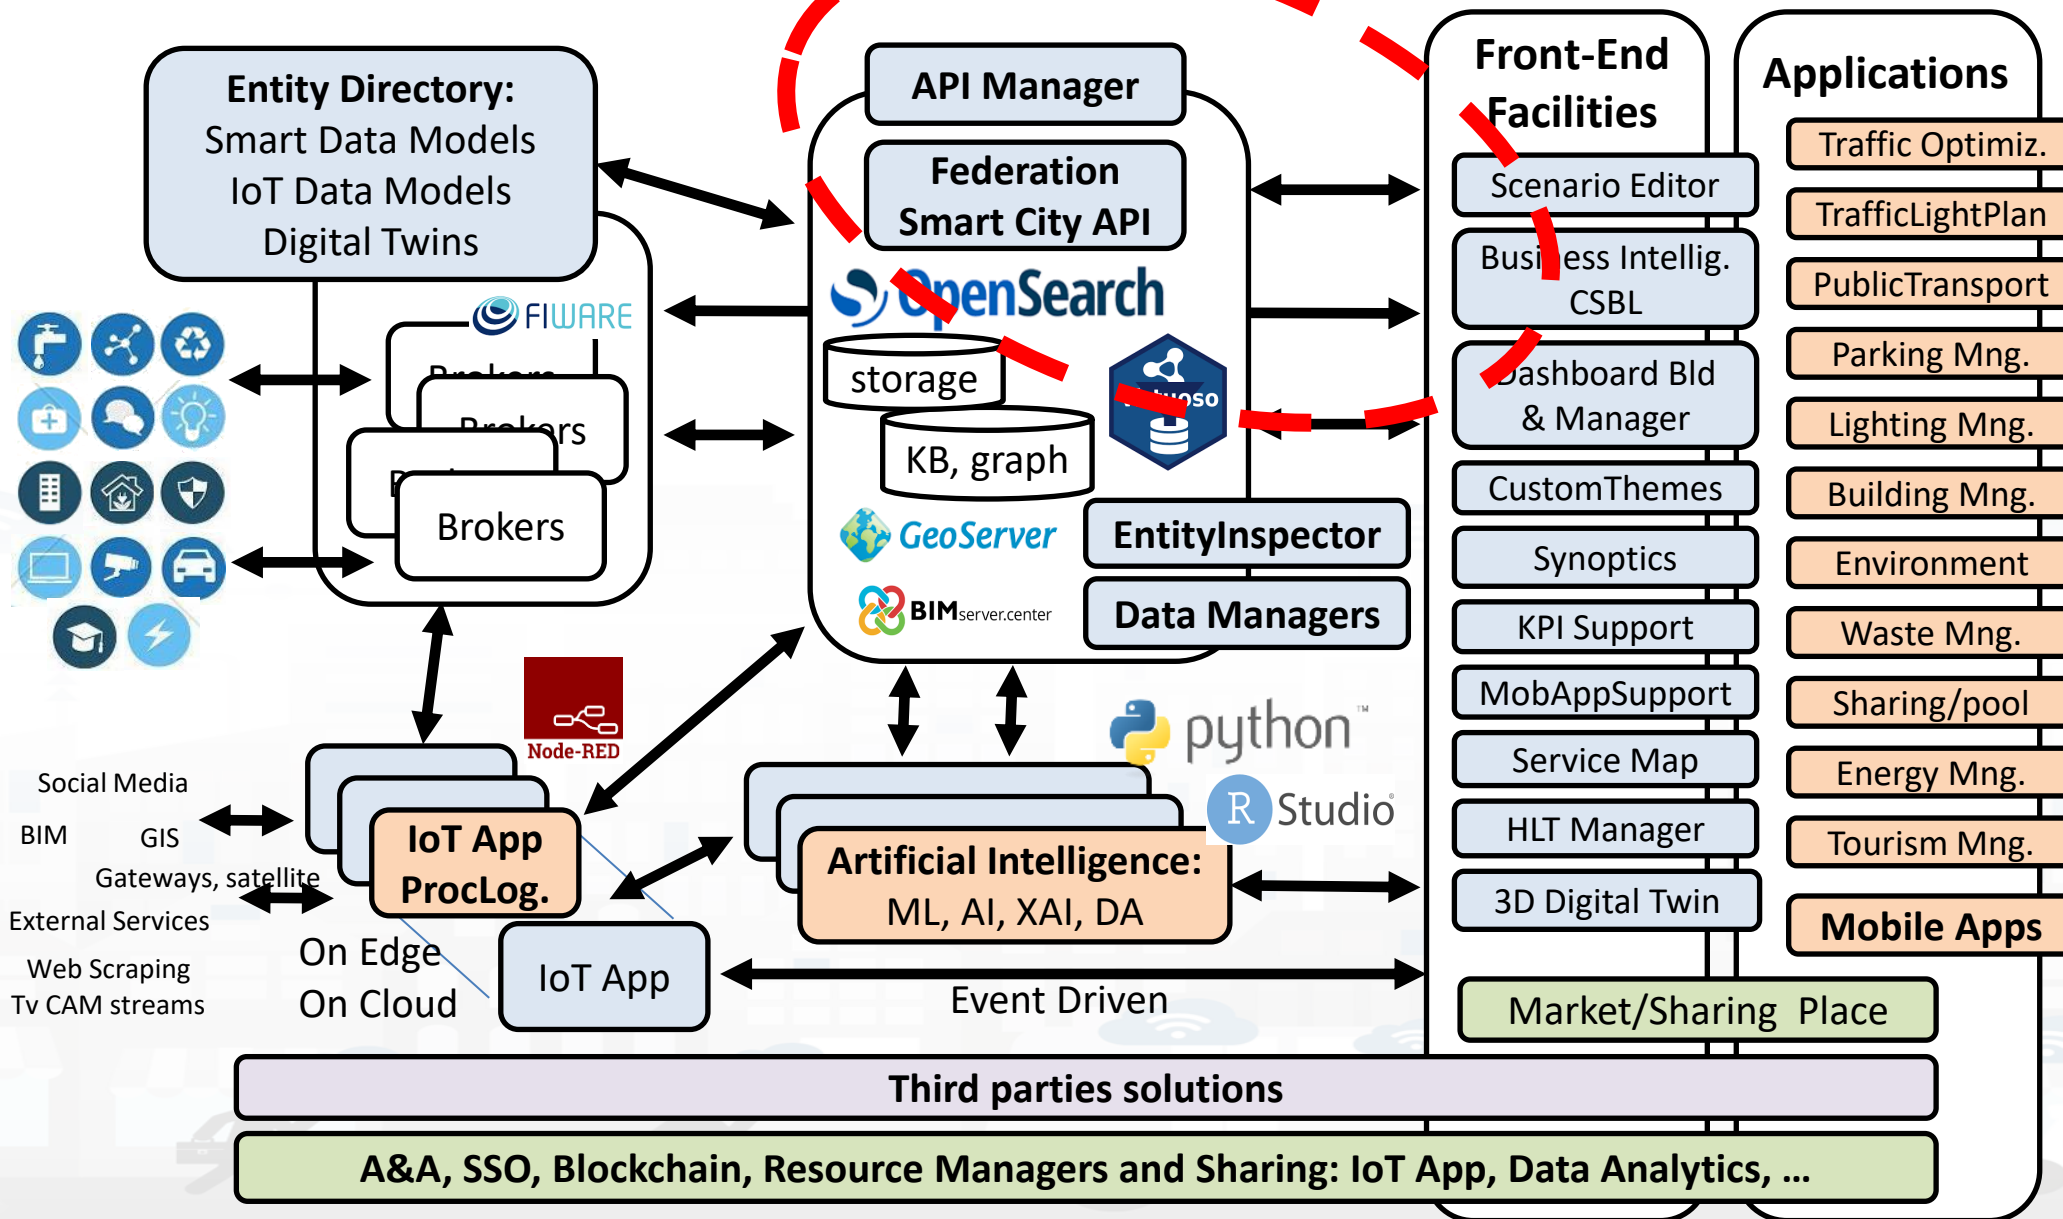 Entity Directory:
Smart Data Models
IoT Data Models
Digital Twins
FIWARE
Brokers
Brokers
Brokers
API Manager
Federation
Smart City API
OpenSearch
storage
KB, graph
Virtuoso
GeoServer
BIMserver.center
EntityInspector
Data Managers
Node-RED
Social Media
BIM
GIS
Gateways, satellite
External Services
Web Scraping
Tv CAM streams
IoT App
ProcLog.
On Edge
On Cloud
IoT App
python™
R Studio®
Artificial Intelligence:
ML, AI, XAI, DA
Event Driven
Front-End
Facilities
Scenario Editor
Business Intellig.
CSBL
Dashboard Bld
& Manager
CustomThemes
Synoptics
KPI Support
MobAppSupport
Service Map
HLT Manager
3D Digital Twin
Applications
Traffic Optimiz.
TrafficLightPlan
PublicTransport
Parking Mng.
Lighting Mng.
Building Mng.
Environment
Waste Mng.
Sharing/pool
Energy Mng.
Tourism Mng.
Mobile Apps
Market/Sharing Place
Third parties solutions
A&A, SSO, Blockchain, Resource Managers and Sharing: IoT App, Data Analytics, ...